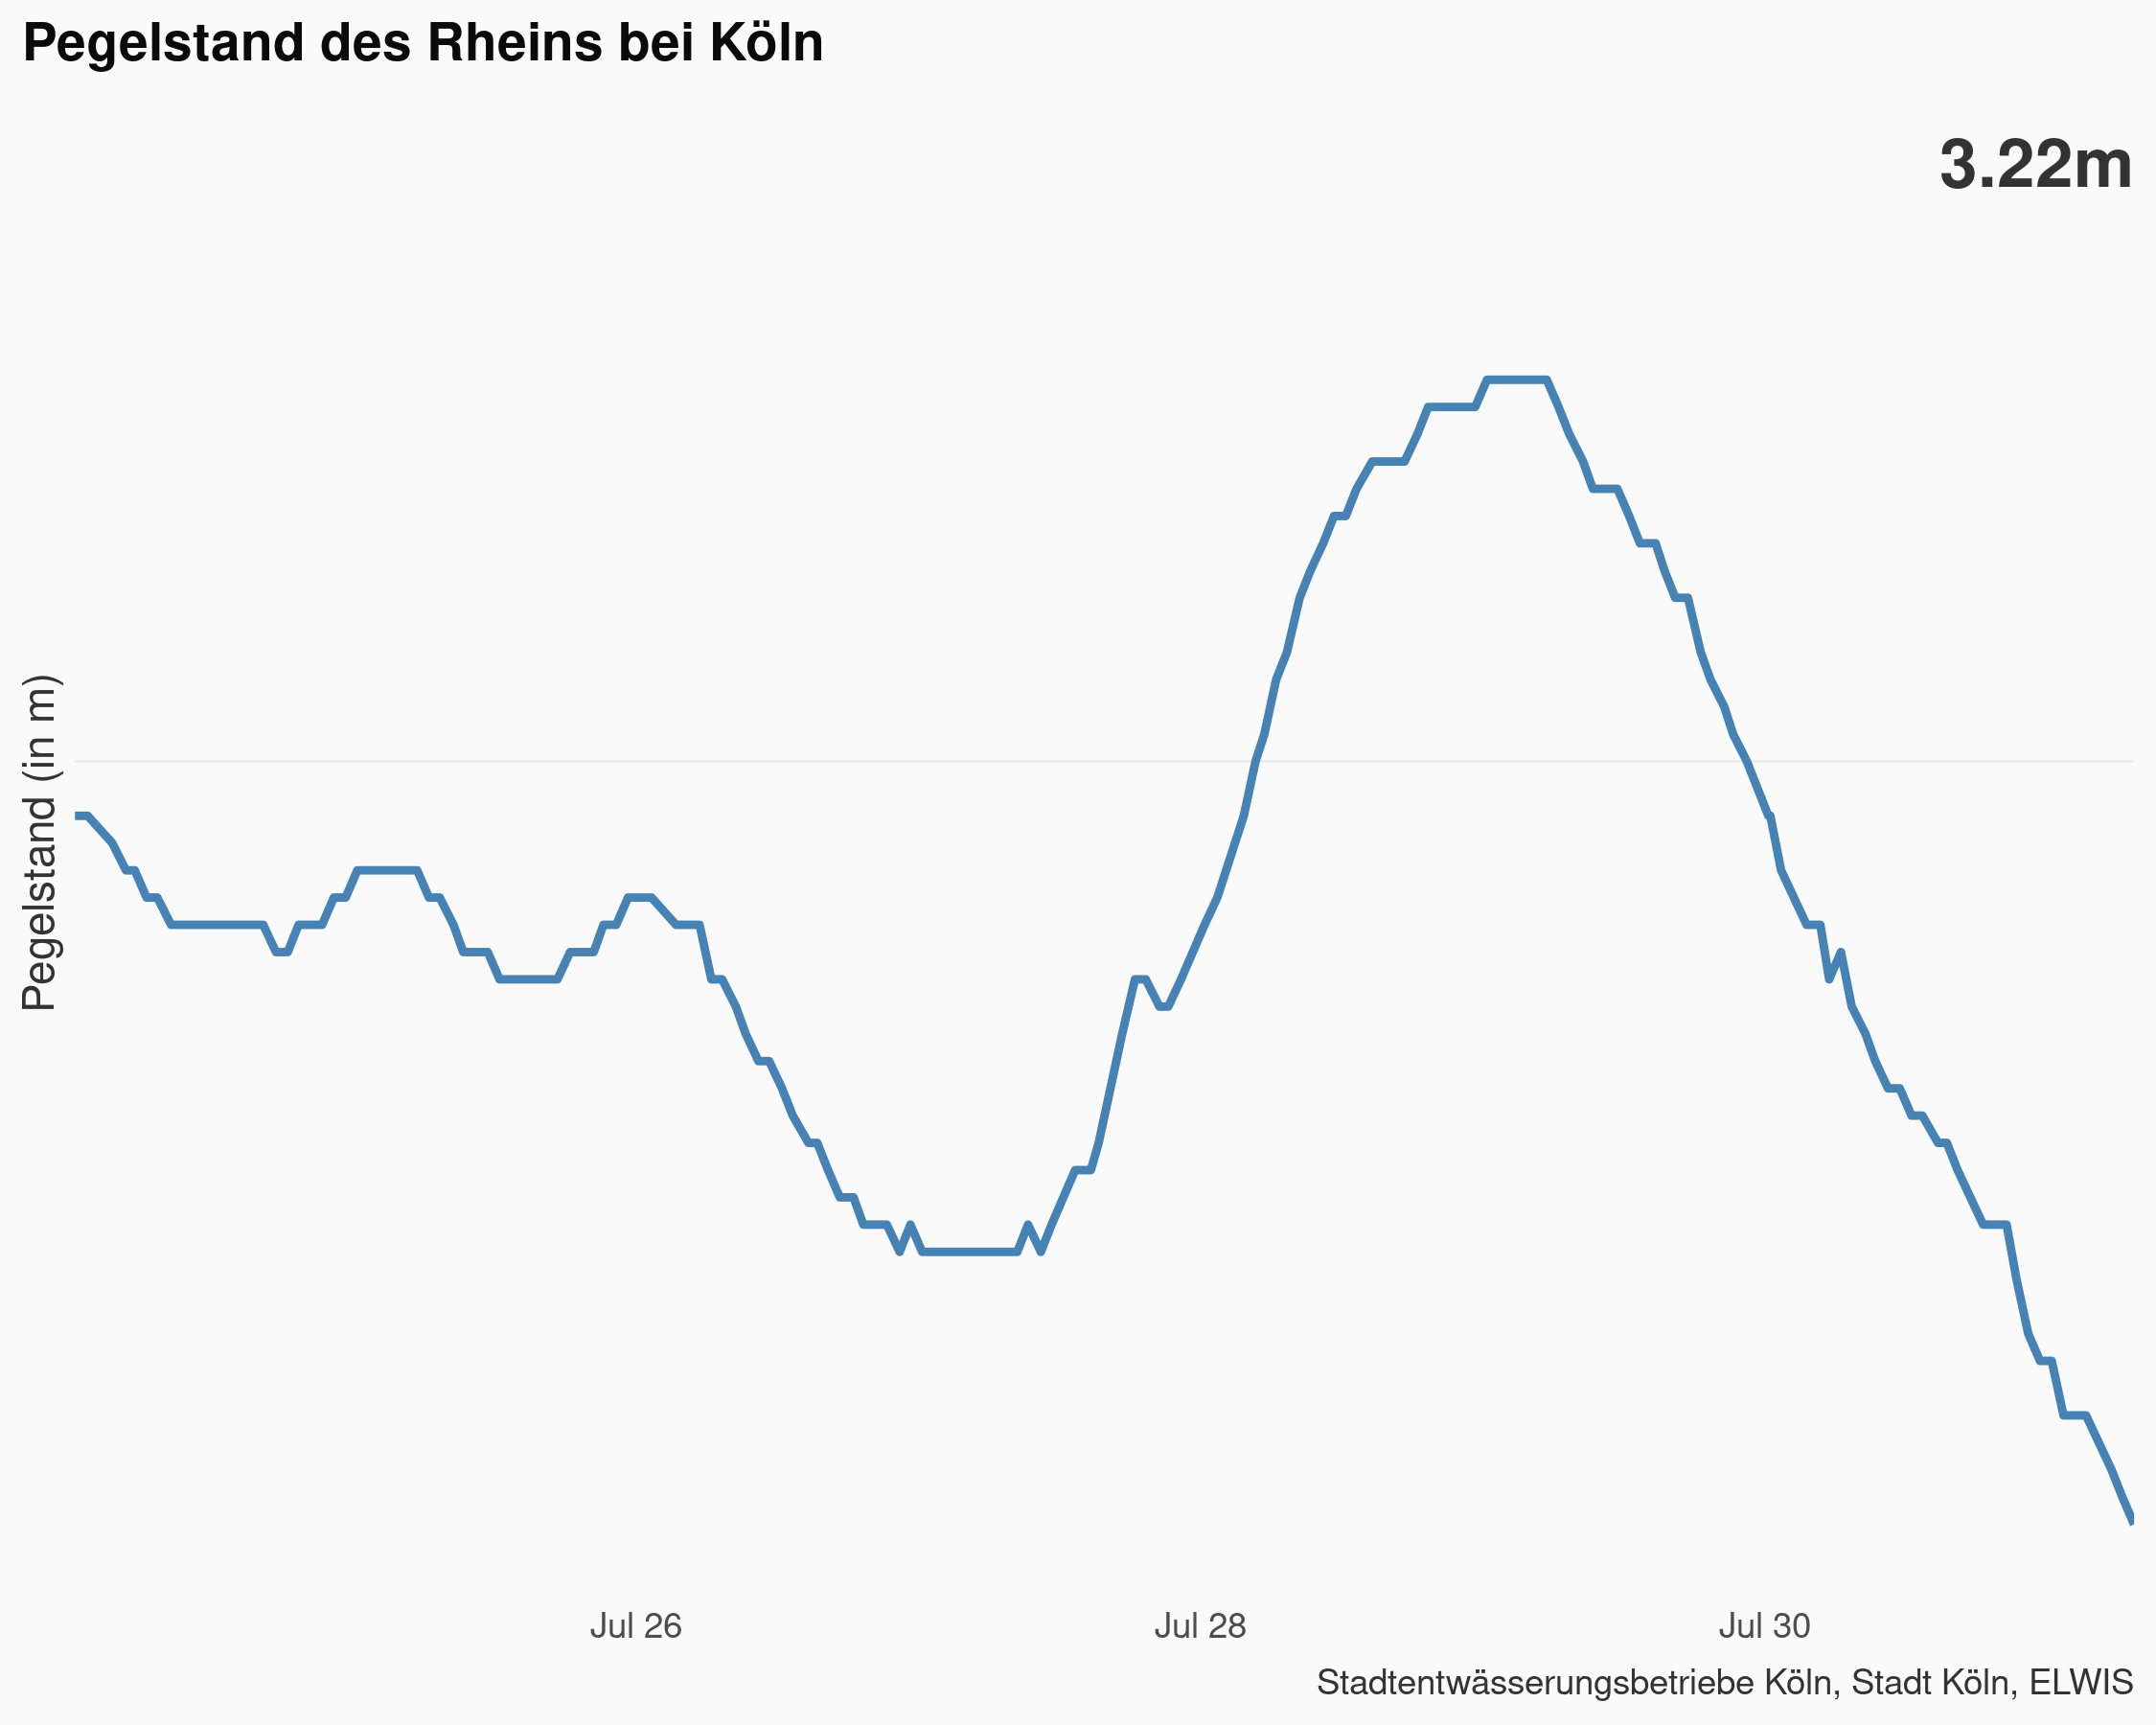 Pegelstand des Rheins bei Köln
3.22m
Pegelstand (in m)
Jul 26
Jul 28
Jul 30
Stadtentwässerungsbetriebe Köln, Stadt Köln, ELWIS